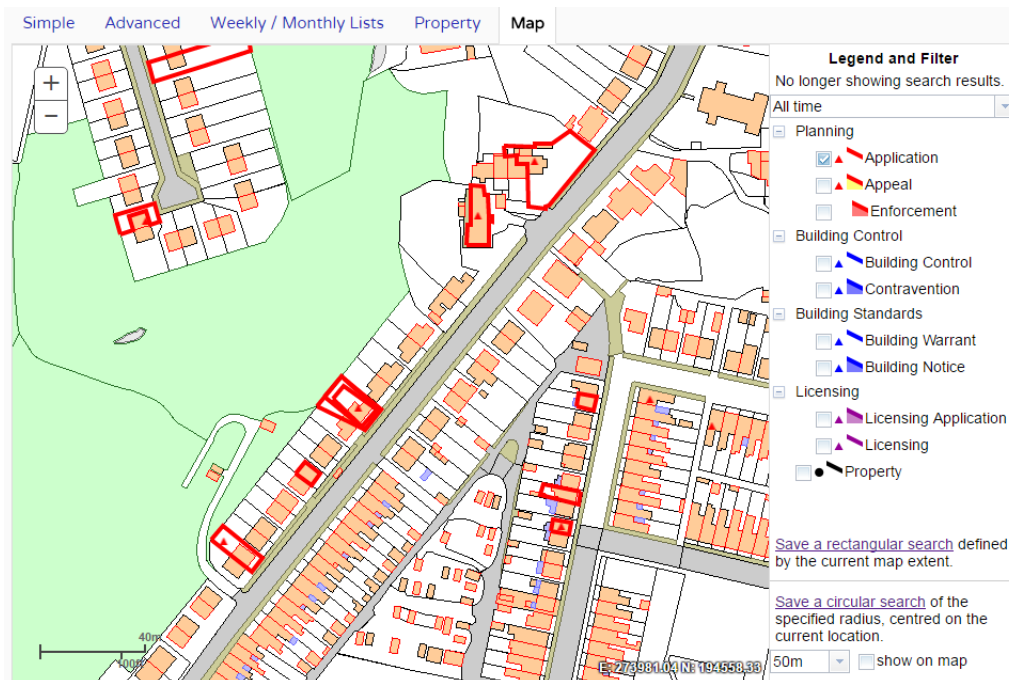 Simple Advanced Weekly / Monthly Lists Property Map
+
−
Legend and Filter
No longer showing search results.
All time
Planning
Application
Appeal
Enforcement
Building Control
Building Control
Contravention
Building Standards
Building Warrant
Building Notice
Licensing
Licensing Application
Licensing
Property
Save a rectangular search defined
by the current map extent.
Save a circular search of the
specified radius, centred on the
current location.
50m show on map
40m
100ft
E: 273981.04 N: 194558.33